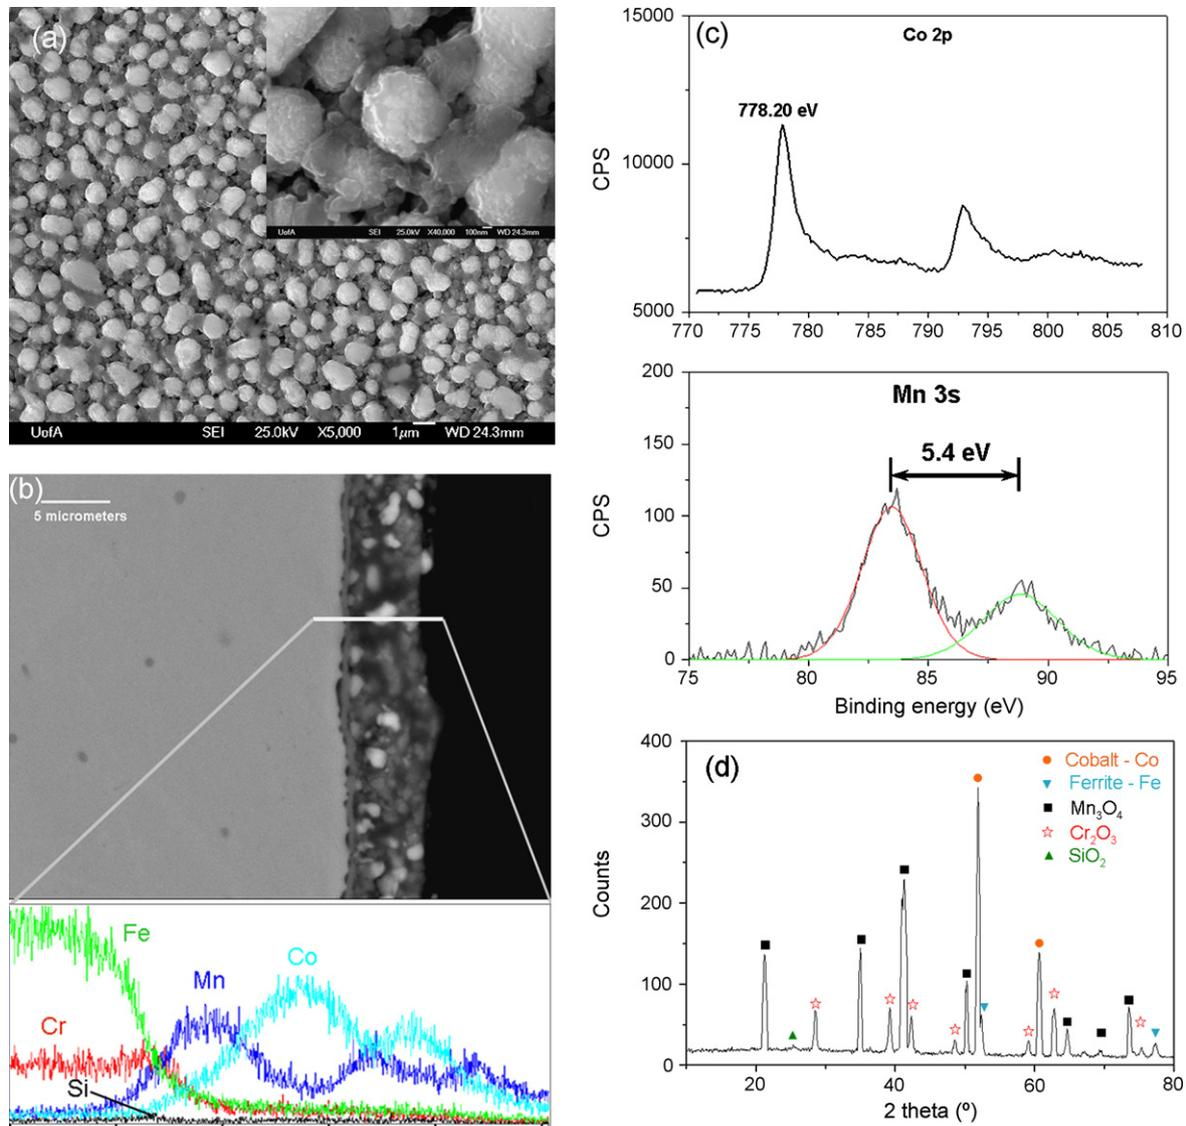 (a)
UofA SEI 25.0kV X40,000 100nm WD 24.3mm
UofA SEI 25.0kV X5,000 1μm WD 24.3mm
(b)
5 micrometers
Fe
Co
Mn
Cr
Si
(c)
Co 2p
778.20 eV
15000
10000
5000
CPS
770 775 780 785 790 795 800 805 810
Mn 3s
5.4 eV
200
150
100
50
0
CPS
75 80 85 90 95
Binding energy (eV)
(d)
Cobalt - Co
Ferrite - Fe
Mn3O4
Cr2O3
SiO2
400
300
200
100
0
Counts
20 40 60 80
2 theta (º)